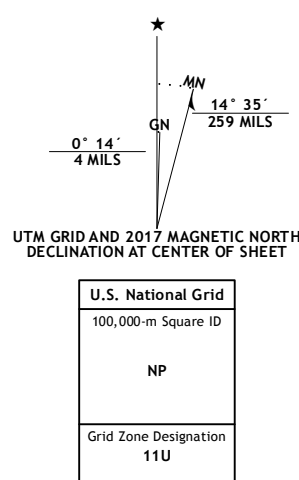 MN
GN
14° 35´
259 MILS
0° 14´
4 MILS
UTM GRID AND 2017 MAGNETIC NORTH
DECLINATION AT CENTER OF SHEET
U.S. National Grid
100,000-m Square ID
NP
Grid Zone Designation
11U